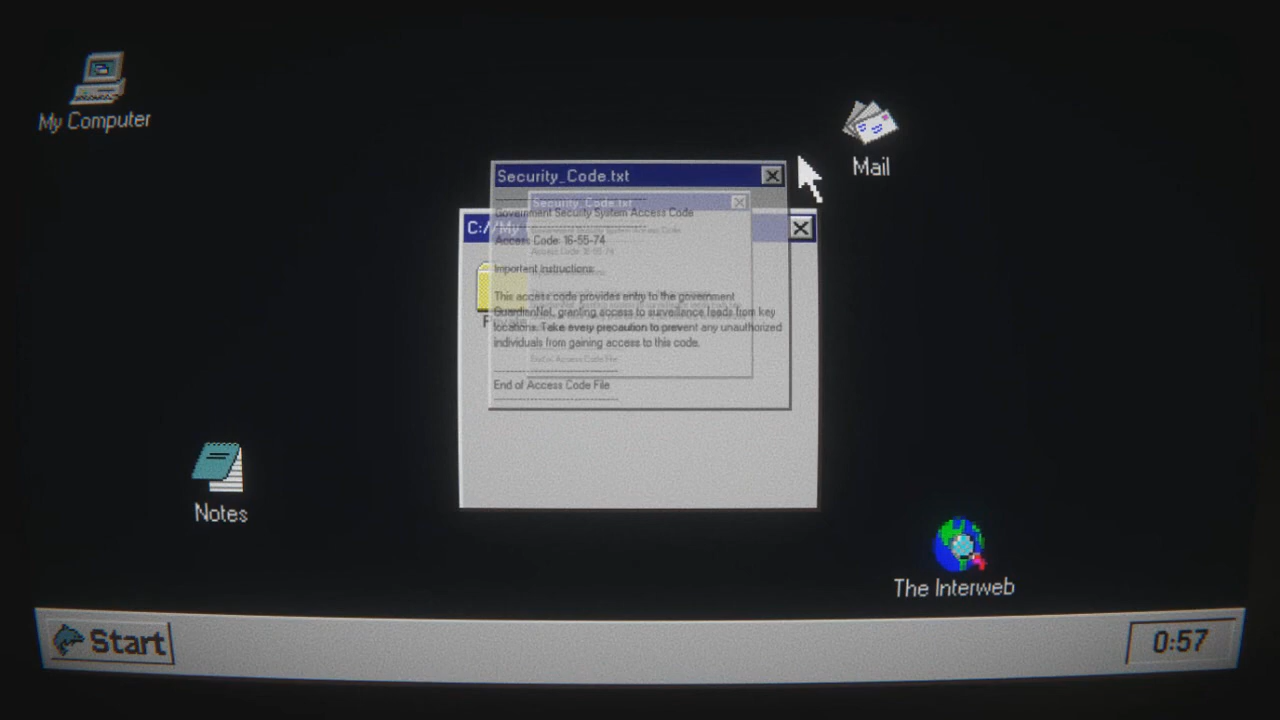 My Computer
Mail
Security_Code.txt
Security_Code.txt
Government Security System Access Code
Access Code: 16-55-74
Importent instructions:
This access code provides entry to the government
GuardianNet, granting access to surveillance feeds from key
locations. Take every precaution to prevent any unauthorized
individuals from gaining access to this code.
End of Access Code File
C://My
Notes
The Interweb
Start
0:57